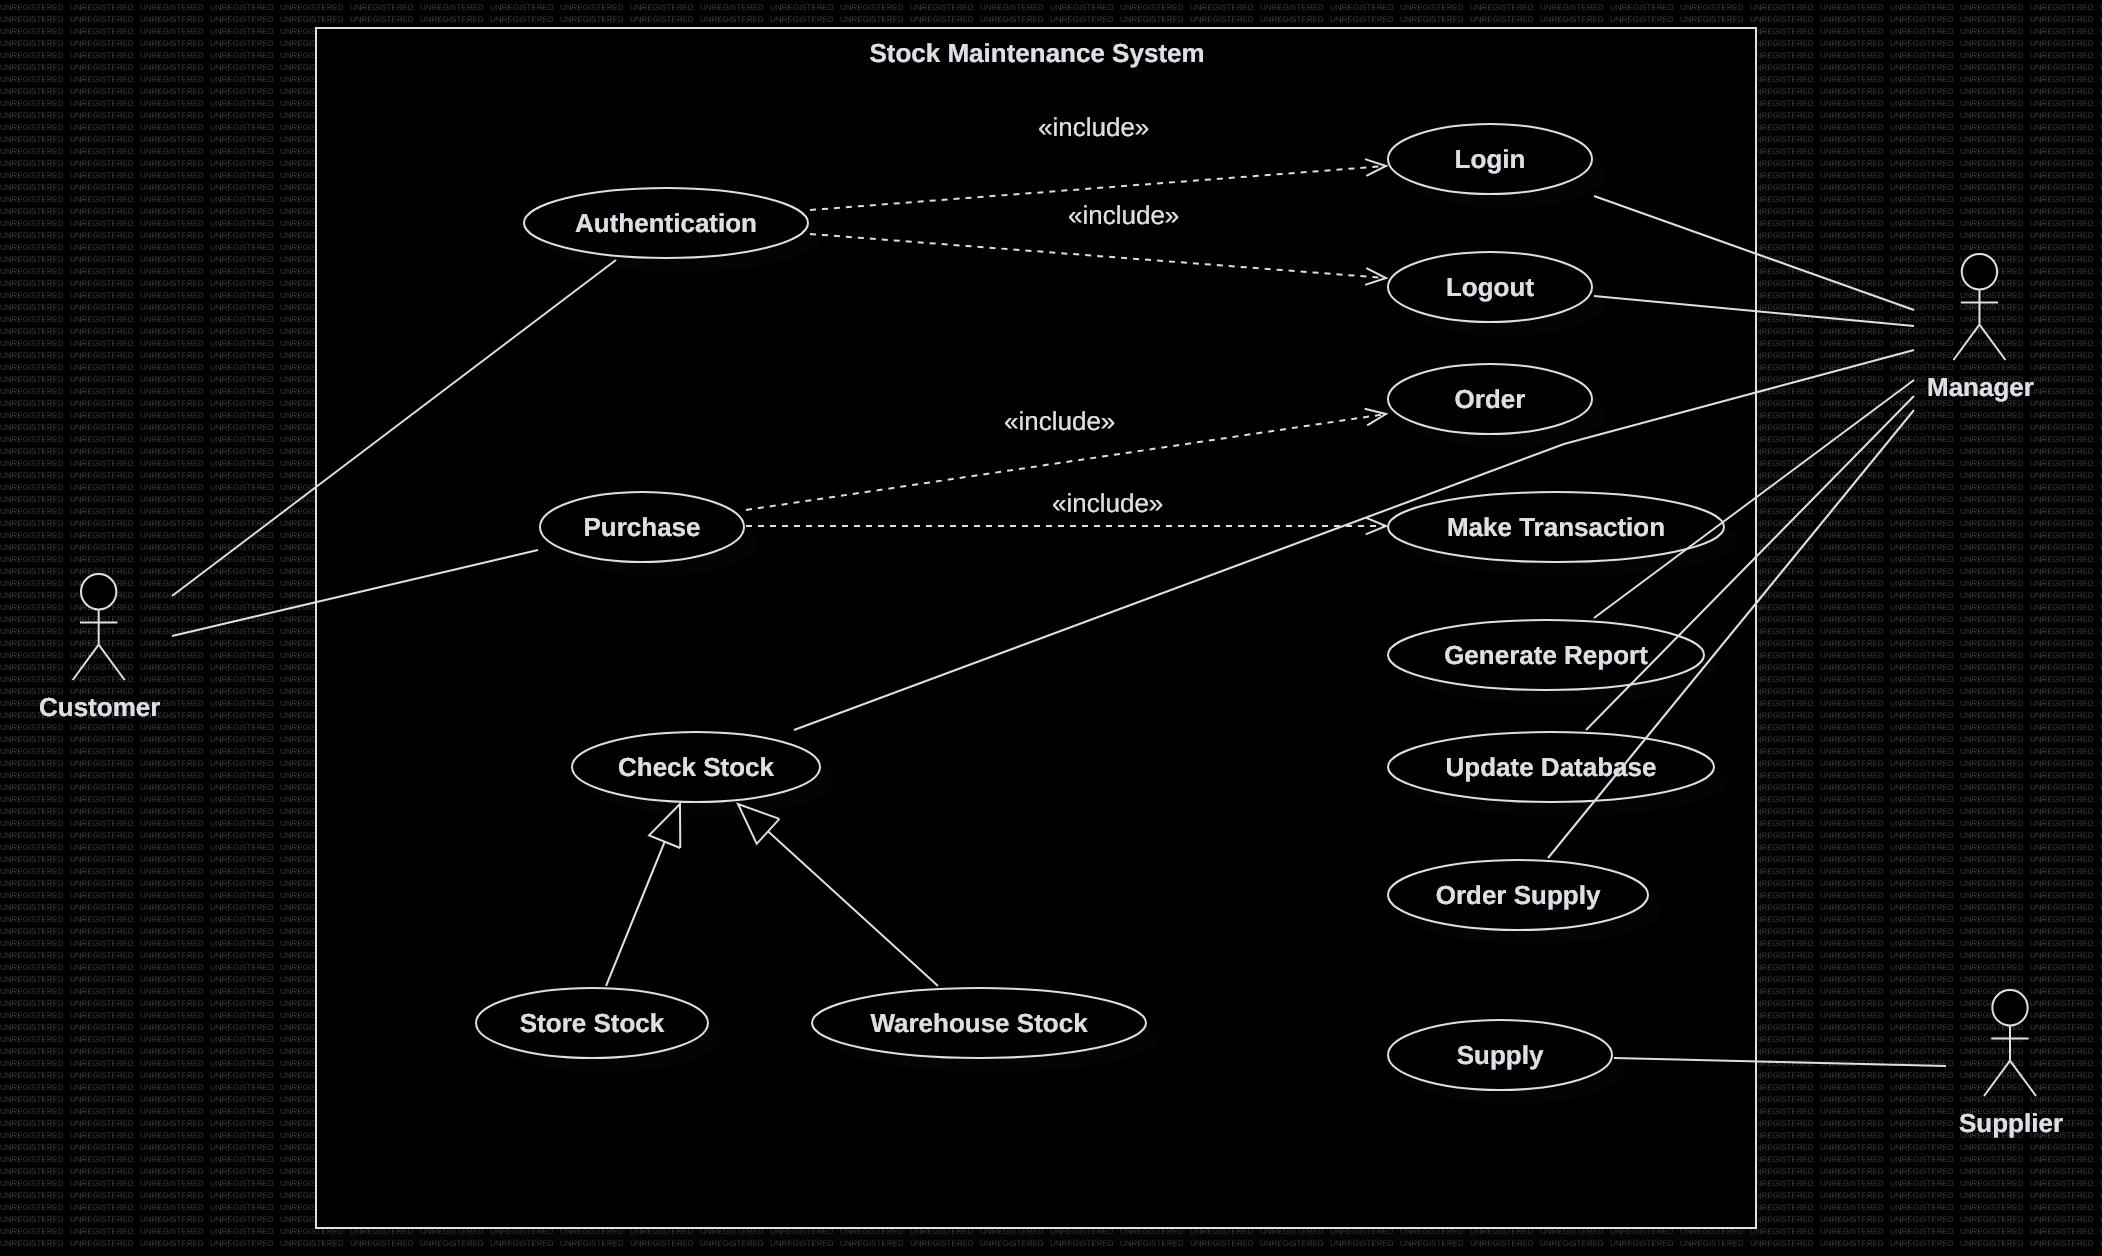 Stock Maintenance System
«include»
Login
«include»
Authentication
Logout
Manager
«include»
Order
«include»
Purchase
Make Transaction
Generate Report
Customer
Check Stock
Update Database
Order Supply
Store Stock
Warehouse Stock
Supply
Supplier
UNREGISTERED